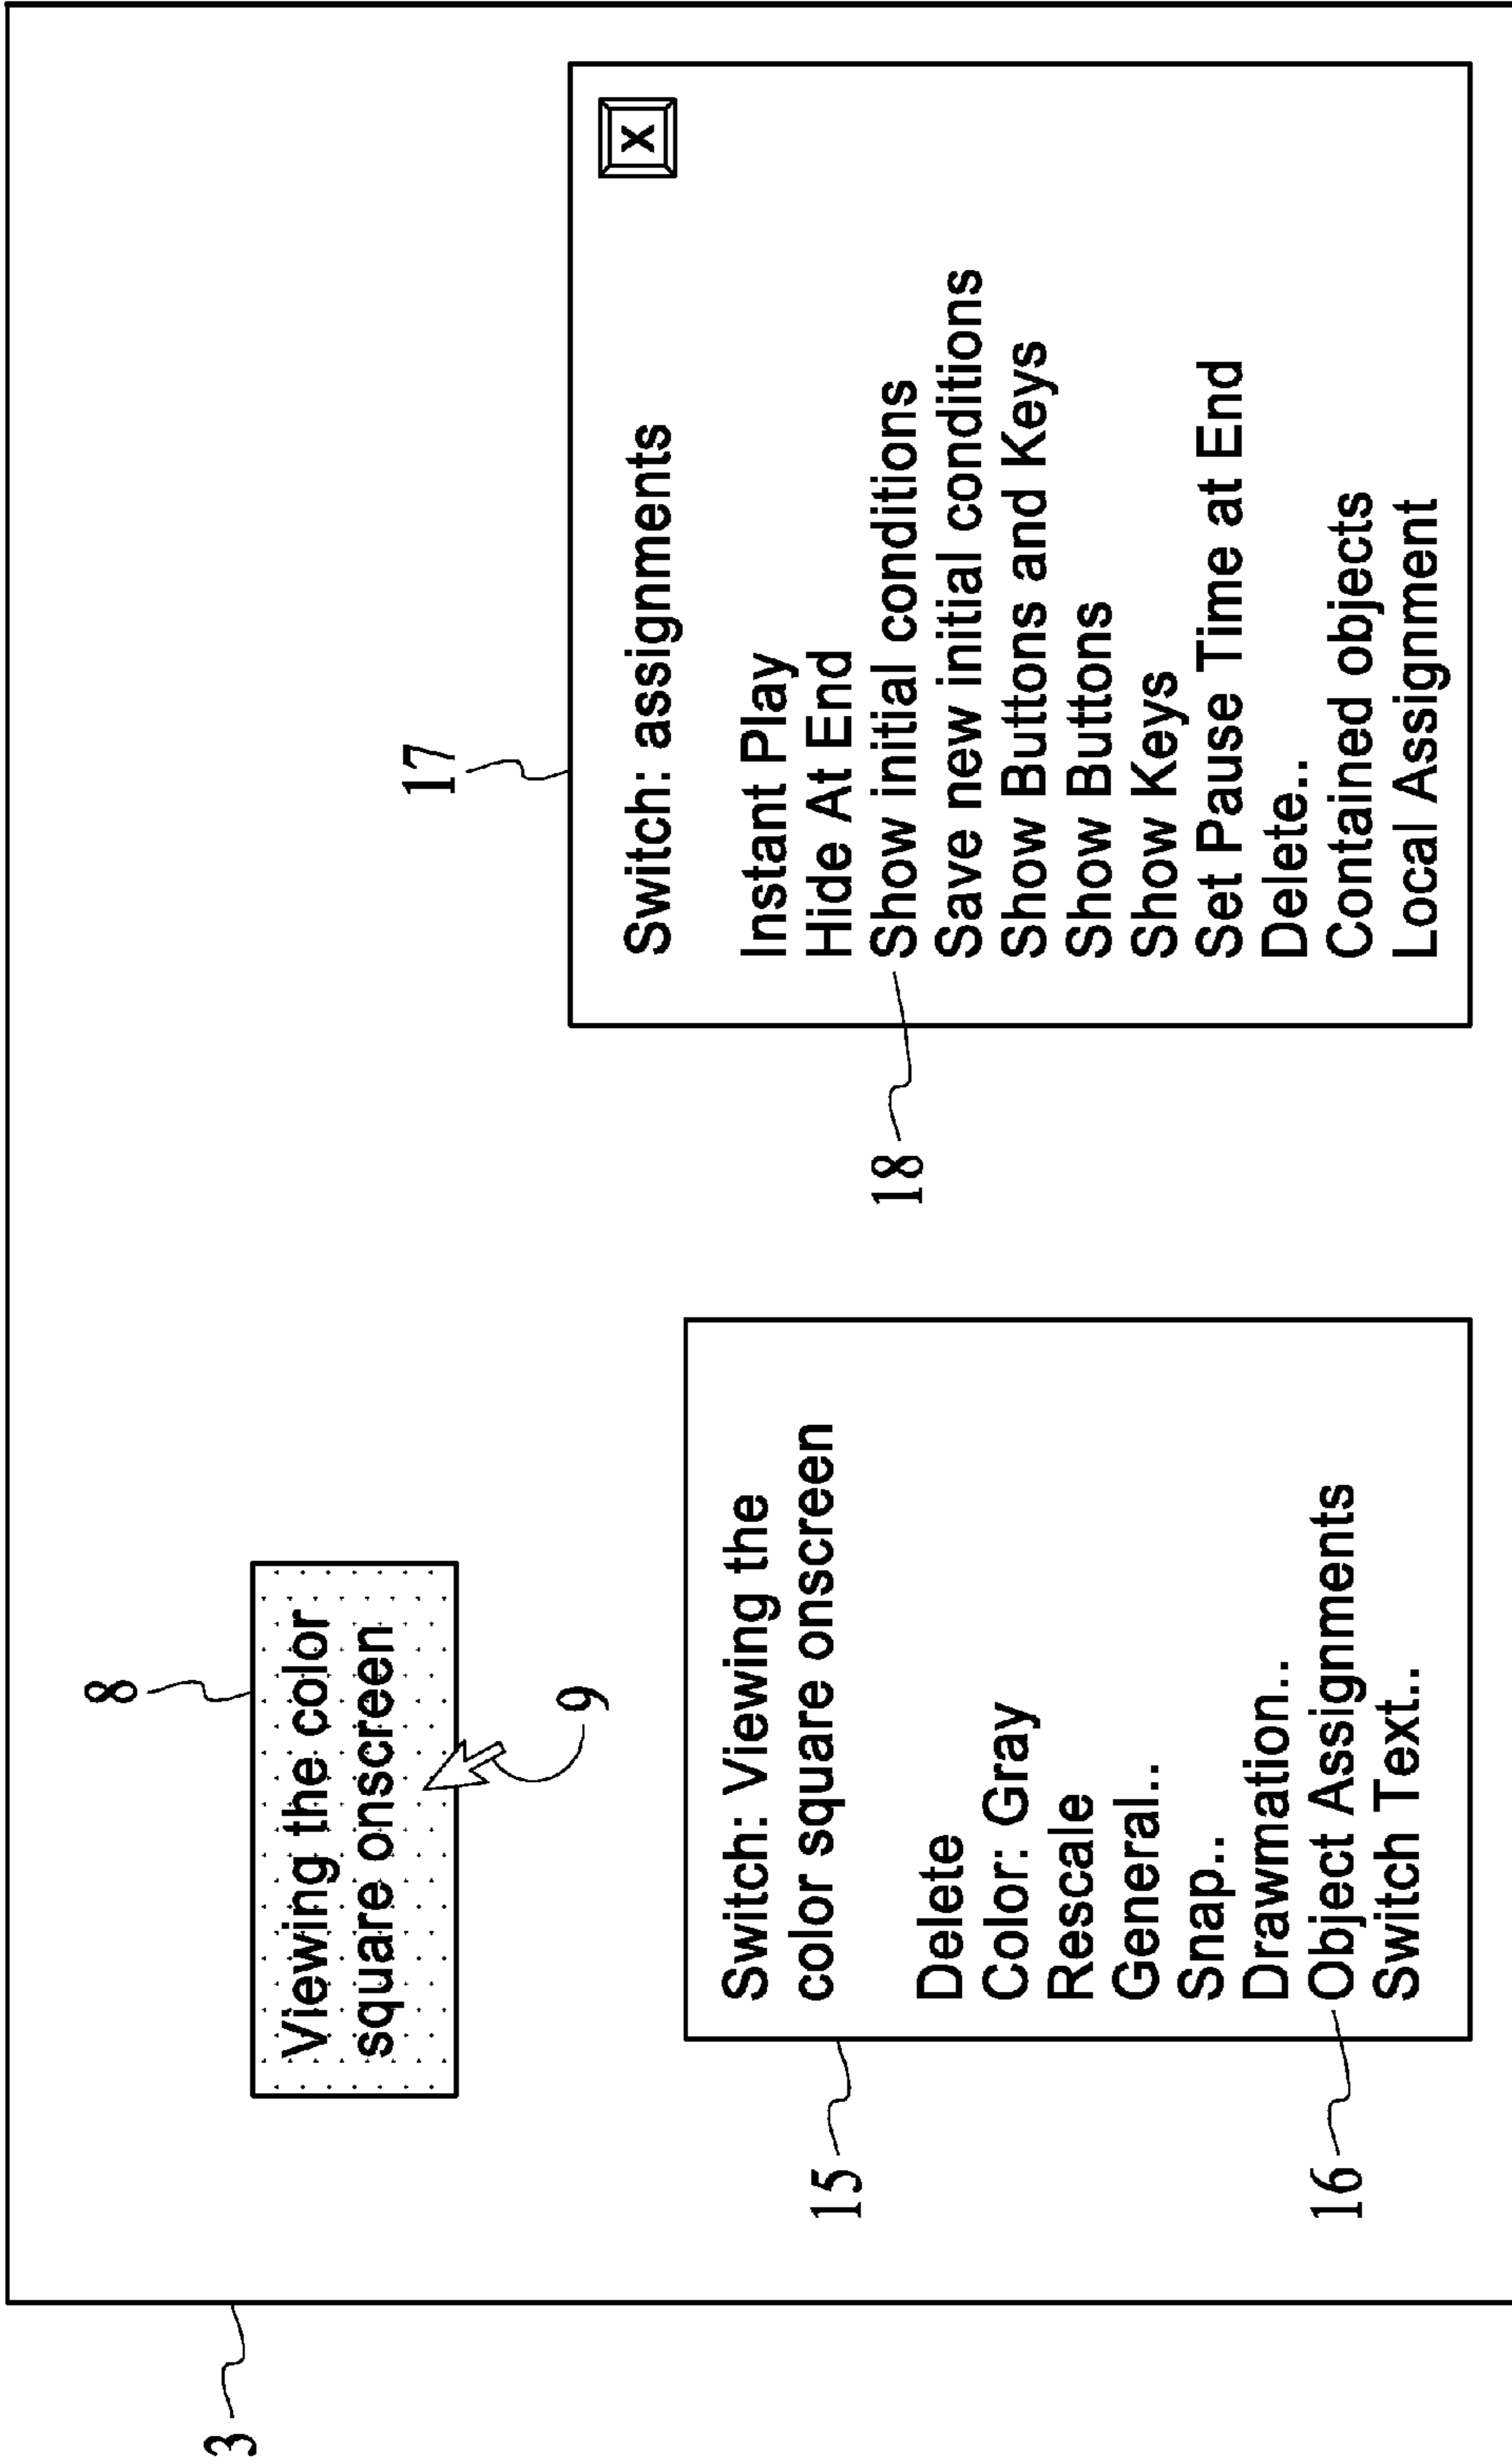 3
8
Viewing the color
square onscreen
9
15
Switch: Viewing the
color square onscreen
Delete
Color: Gray
Rescale
General..
Snap..
Drawmation..
Object Assignments
Switch Text..
16
17
X
Switch: assignments
Instant Play
Hide At End
Show initial conditions
Save new initial conditions
Show Buttons and Keys
Show Buttons
Show Keys
Set Pause Time at End
Delete..
Contained objects
Local Assignment
18